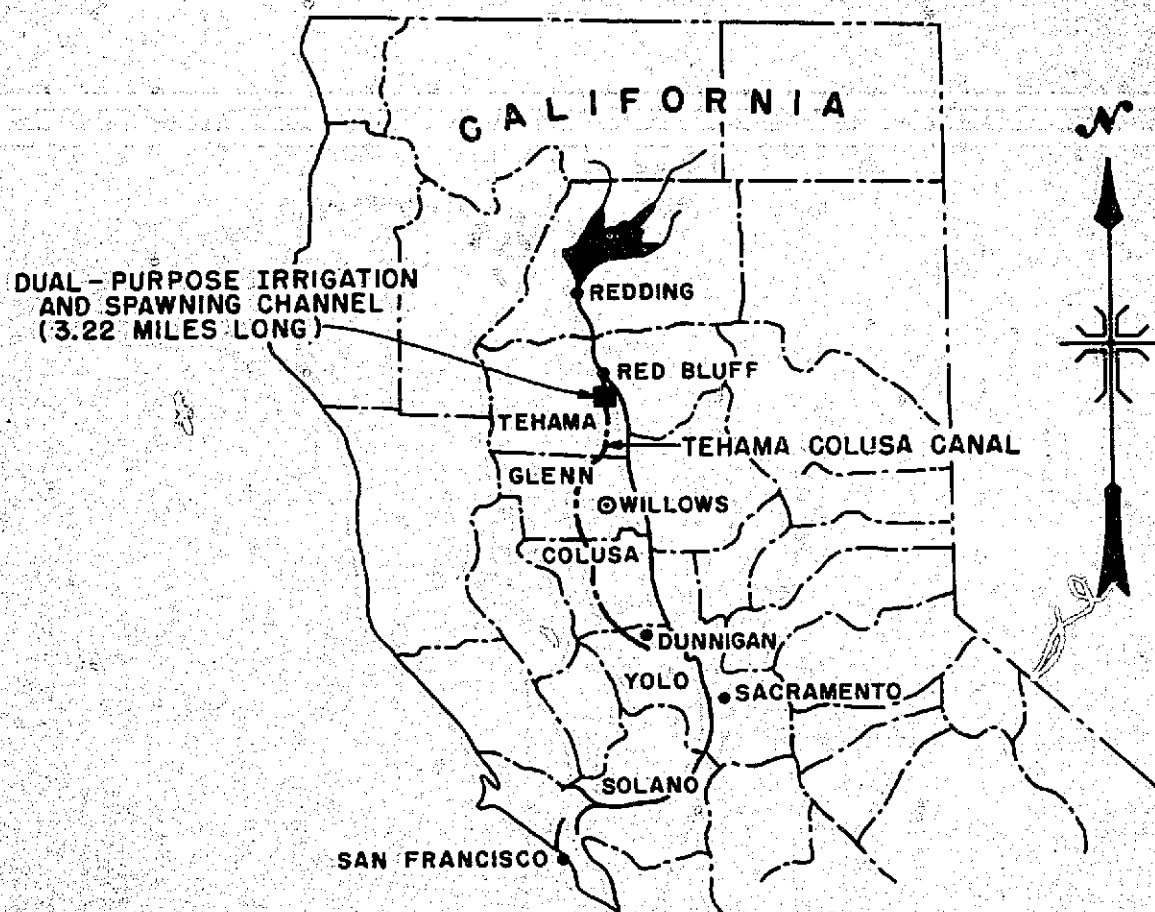 CALIFORNIA
N
DUAL-PURPOSE IRRIGATION
AND SPAWNING CHANNEL
(3.22 MILES LONG)
REDDING
RED BLUFF
TEHAMA
TEHAMA COLUSA CANAL
GLENN
WILLOWS
COLUSA
DUNNIGAN
YOLO
SACRAMENTO
SOLANO
SAN FRANCISCO